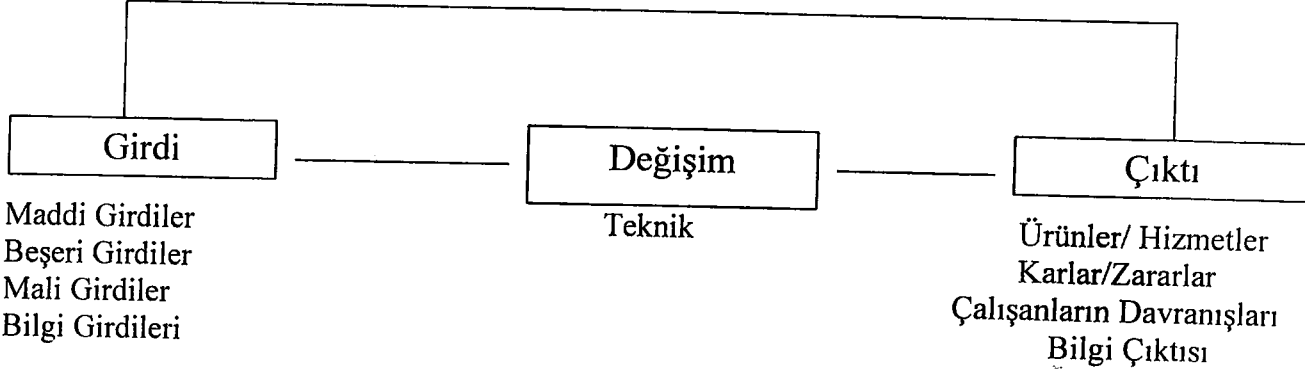 Girdi
Maddi Girdiler
Beşeri Girdiler
Mali Girdiler
Bilgi Girdileri
Değişim
Teknik
Çıktı
Ürünler/ Hizmetler
Karlar/Zararlar
Çalışanların Davranışları
Bilgi Çıktısı